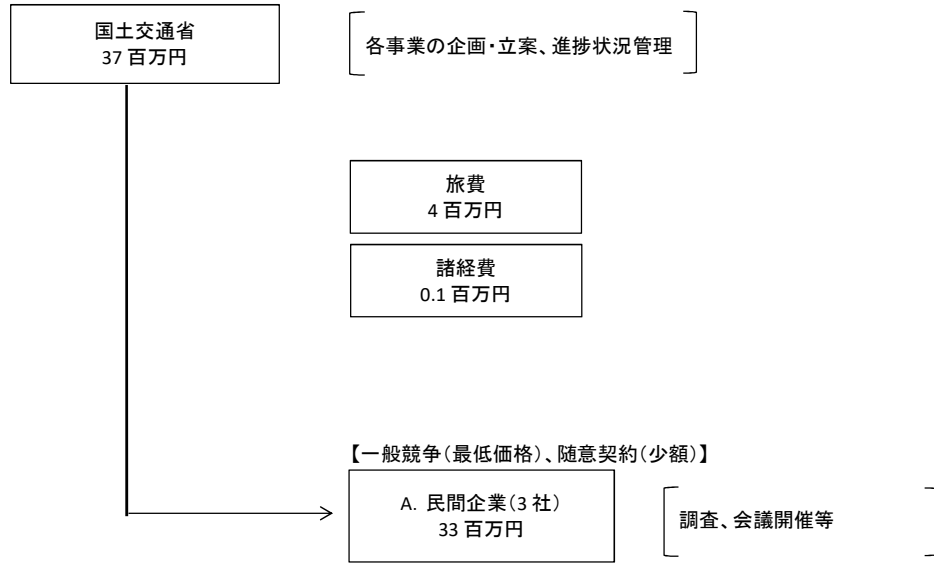 国土交通省
37 百万円
各事業の企画・立案、進捗状況管理
旅費
4 百万円
諸経費
0.1 百万円
【一般競争(最低価格)、随意契約(少額)】
A. 民間企業(3 社)
33 百万円
調査、会議開催等